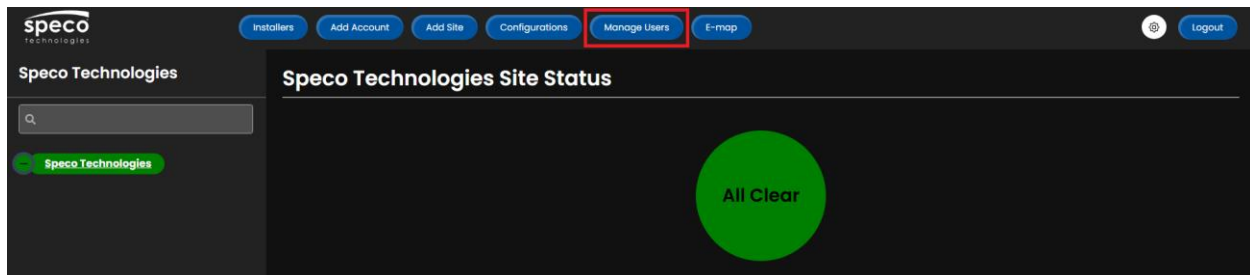 speco
technologies
Installers
Add Account
Add Site
Configurations
Manage Users
E-map
Logout
Speco Technologies
Speco Technologies Site Status
Speco Technologies
All Clear